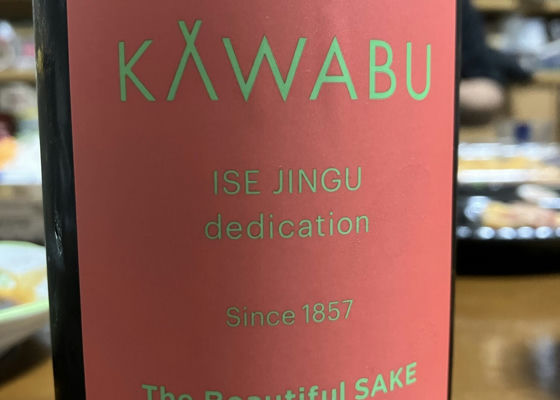 KAWABU
ISE JINGU
dedication
Since 1857
The Beautiful SAKE